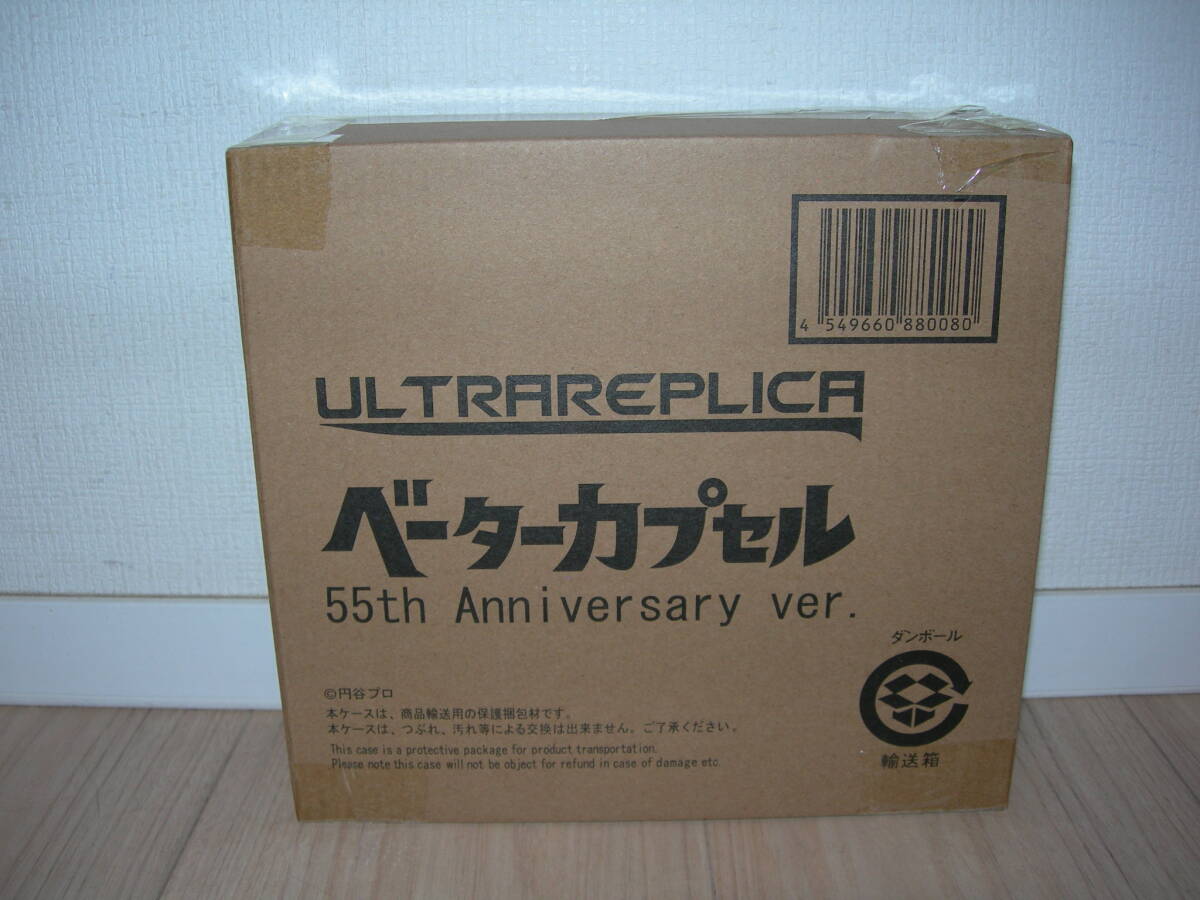 4 549660 880080
ULTRAREPLICA
ベーターカプセル
55th Anniversary ver.
ダンボール
輸送箱
©円谷プロ
本ケースは、商品輸送用の保護梱包材です。
本ケースは、つぶれ、汚れ等による交換は出来ません。ご了承ください。
This case is a protective package for product transportation.
Please note this case will not be object for refund in case of damage etc.